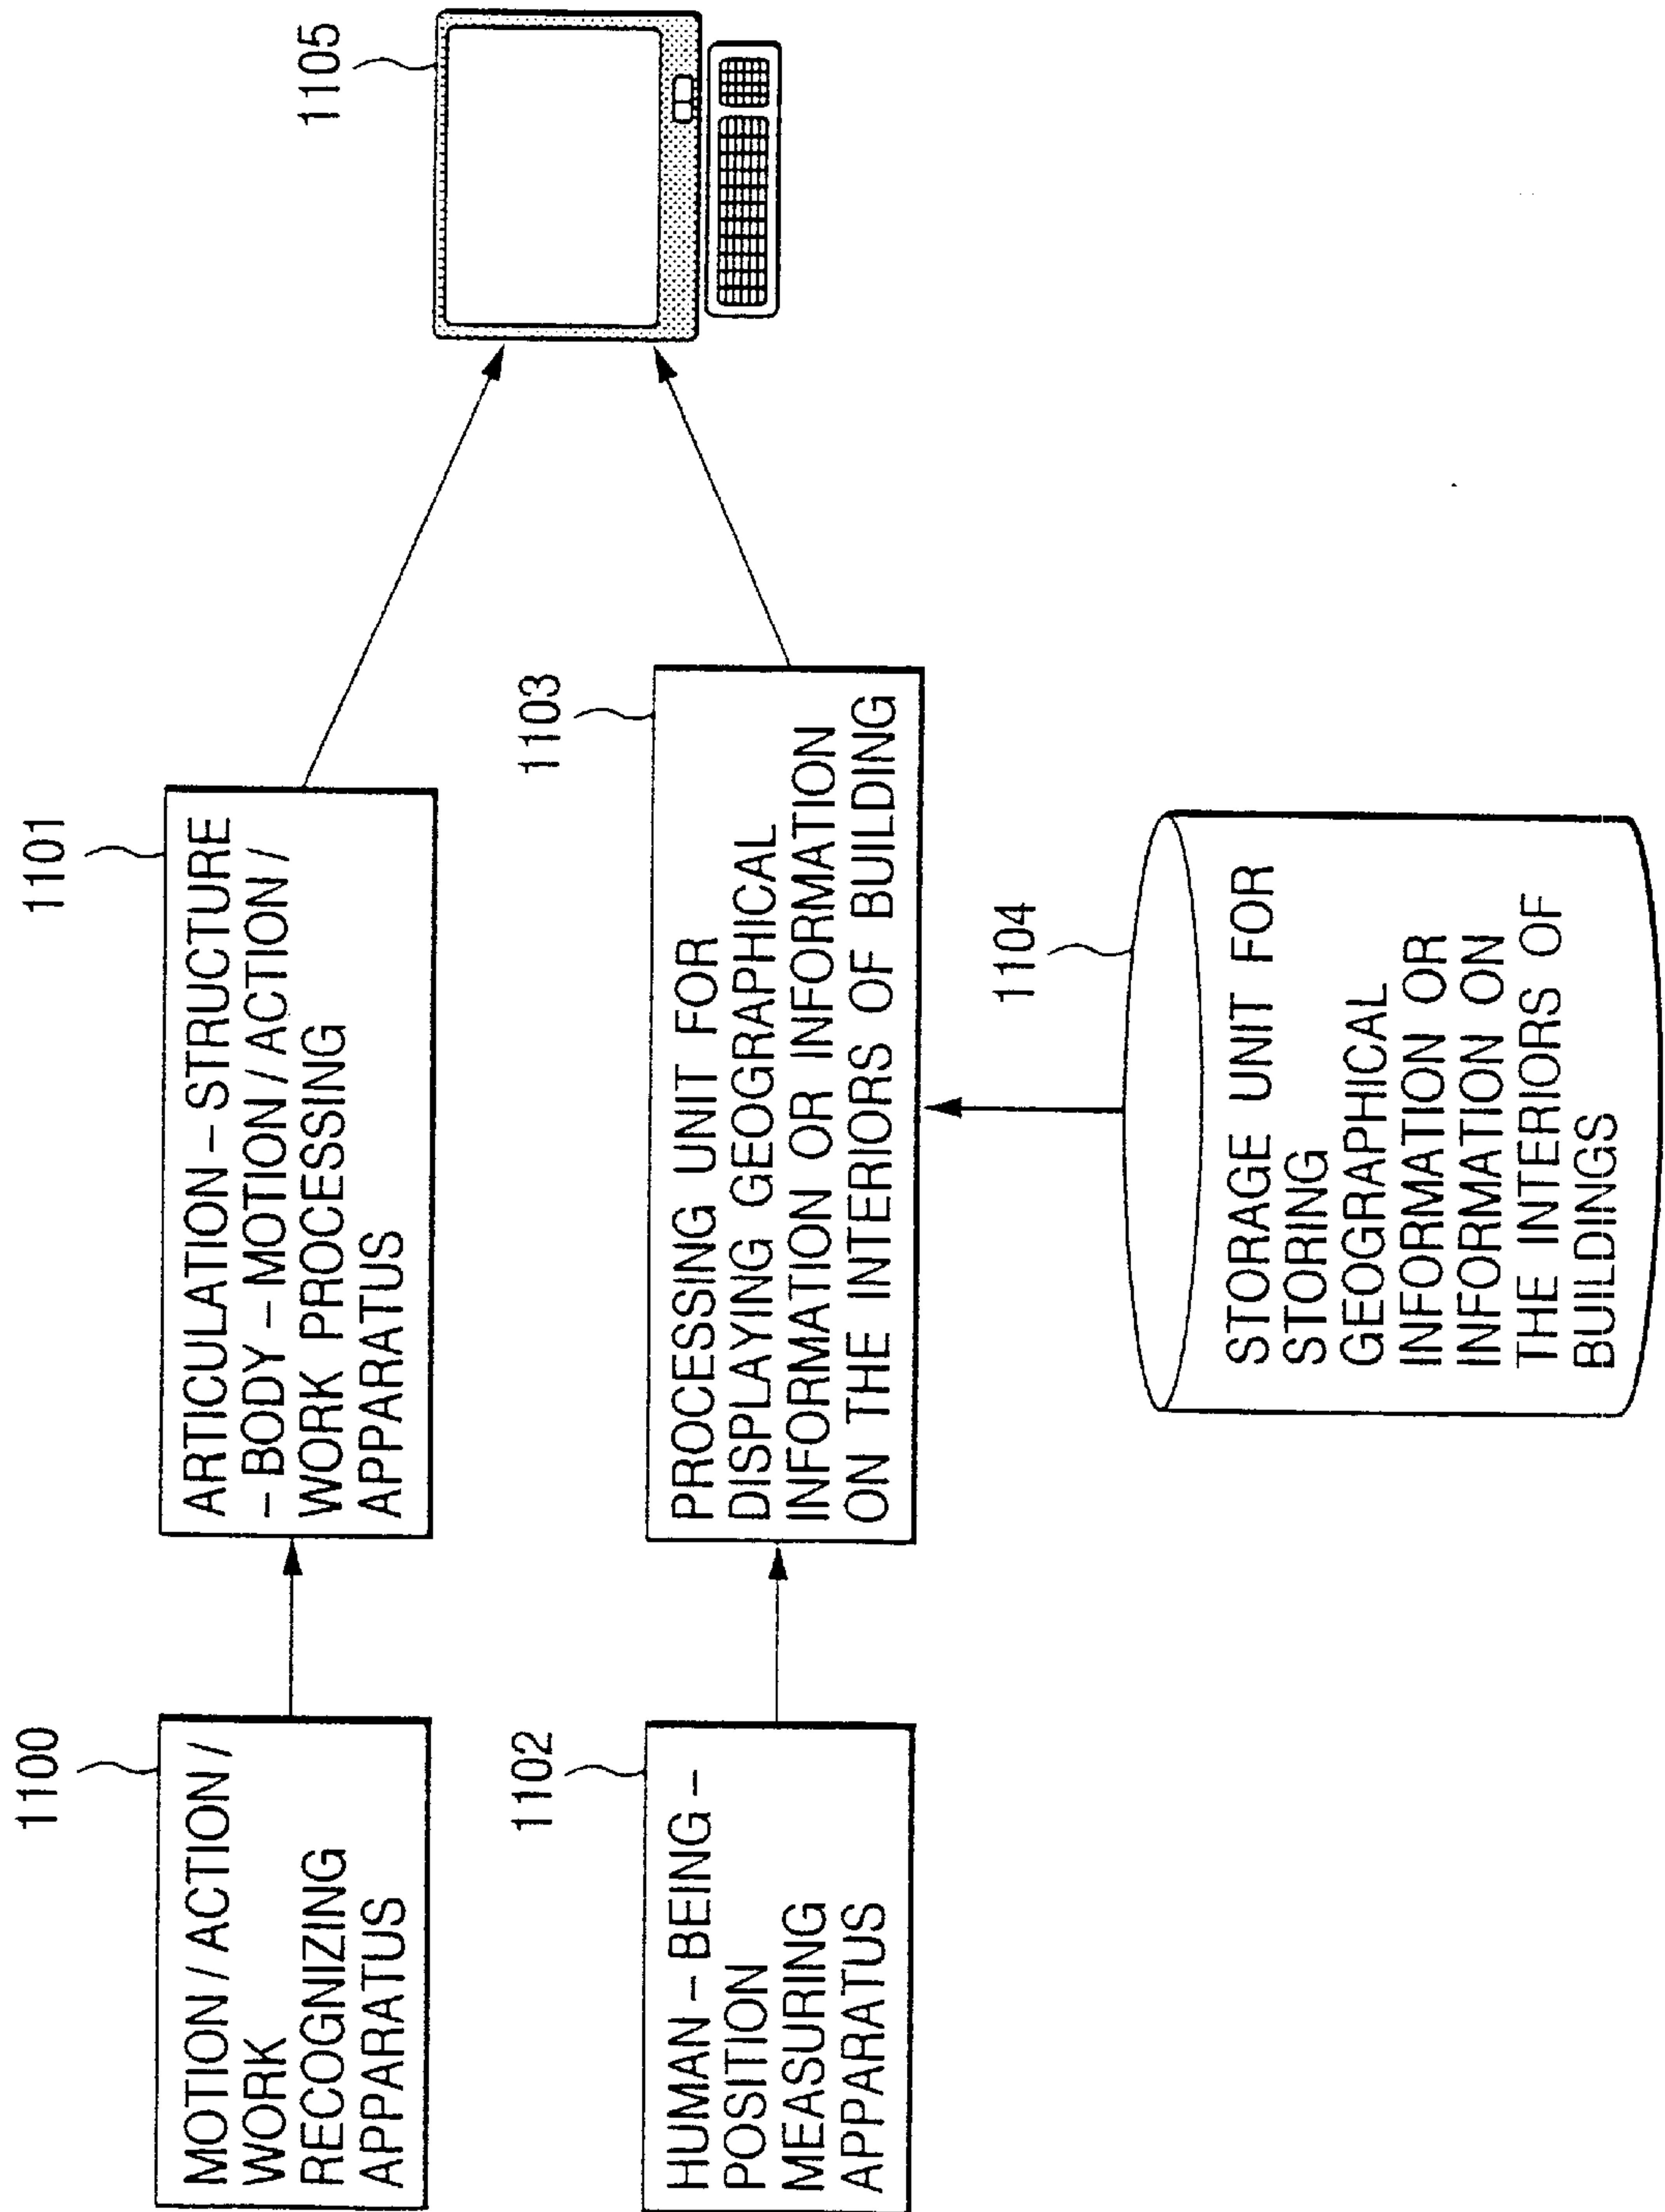 1100
MOTION / ACTION /
WORK
RECOGNIZING
APPARATUS
1101
ARTICULATION – STRUCTURE
– BODY – MOTION / ACTION /
WORK PROCESSING
APPARATUS
1105
1102
HUMAN – BEING –
POSITION
MEASURING
APPARATUS
1103
PROCESSING UNIT FOR
DISPLAYING GEOGRAPHICAL
INFORMATION OR INFORMATION
ON THE INTERIORS OF BUILDING
1104
STORAGE UNIT FOR
STORING
GEOGRAPHICAL
INFORMATION OR
INFORMATION ON
THE INTERIORS OF
BUILDINGS